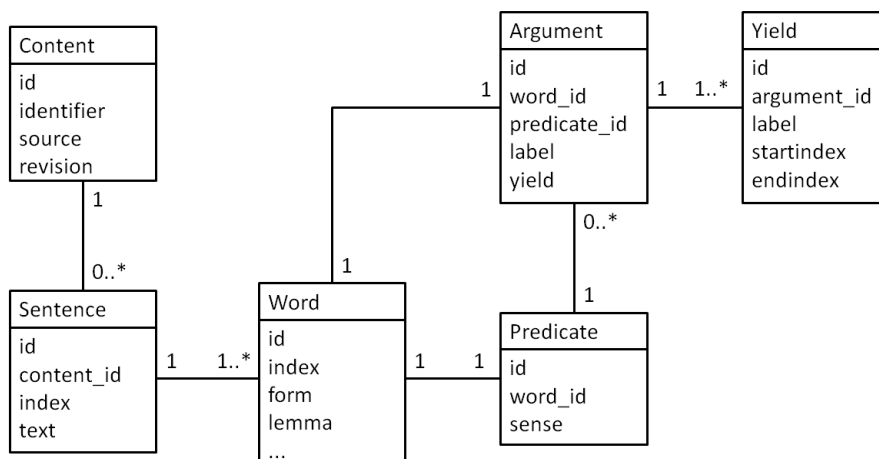 Content
id
identifier
source
revision
1
0..*
Sentence
id
content_id
index
text
1
1..*
Word
id
index
form
lemma
...
1
1
Argument
id
word_id
predicate_id
label
yield
1
1..*
Yield
id
argument_id
label
startindex
endindex
0..*
1
Predicate
id
word_id
sense
1
1